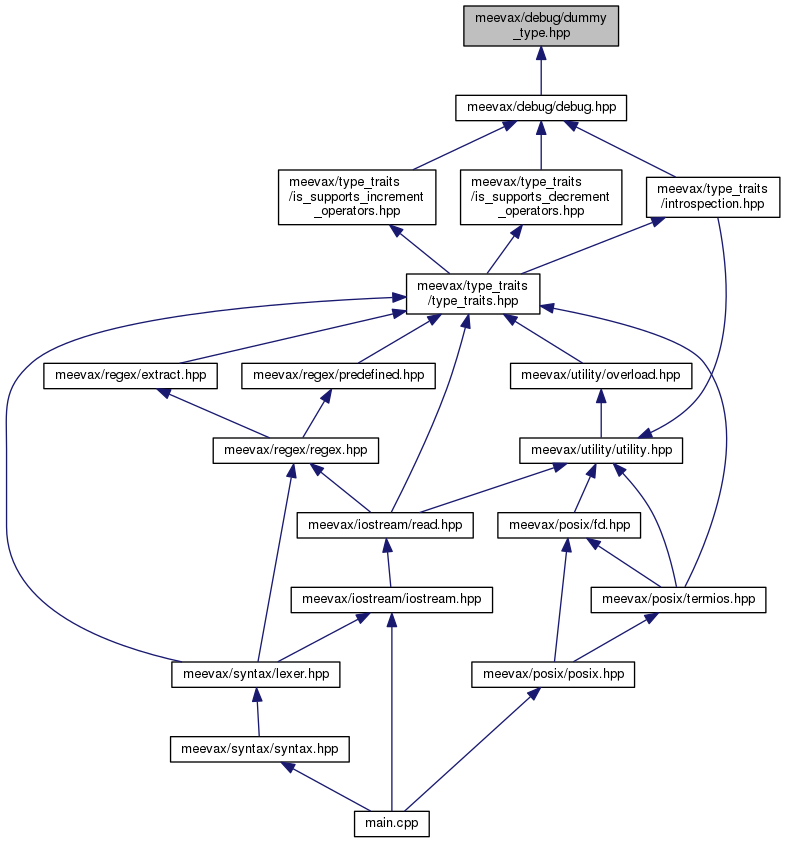 meevax/debug/dummy
_type.hpp
meevax/debug/debug.hpp
meevax/type_traits
/is_supports_increment
_operators.hpp
meevax/type_traits
/is_supports_decrement
_operators.hpp
meevax/type_traits
/introspection.hpp
meevax/type_traits
/type_traits.hpp
meevax/regex/extract.hpp
meevax/regex/predefined.hpp
meevax/utility/overload.hpp
meevax/regex/regex.hpp
meevax/utility/utility.hpp
meevax/iostream/read.hpp
meevax/posix/fd.hpp
meevax/iostream/iostream.hpp
meevax/posix/termios.hpp
meevax/syntax/lexer.hpp
meevax/posix/posix.hpp
meevax/syntax/syntax.hpp
main.cpp